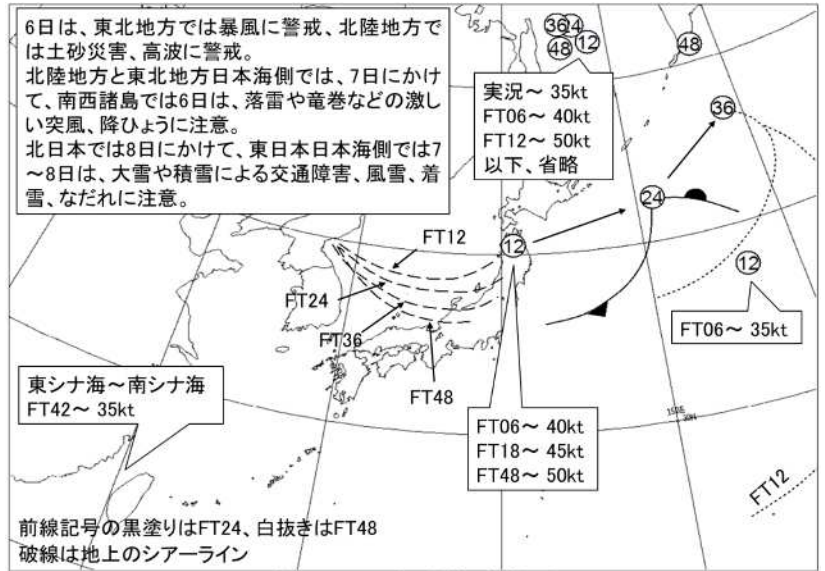 6日は、東北地方では暴風に警戒、北陸地方で
は土砂災害、高波に警戒。
北陸地方と東北地方日本海側では、7日にかけ
て、南西諸島では6日は、落雷や竜巻などの激し
い突風、降ひょうに注意。
北日本では8日にかけて、東日本日本海側では7
～8日は、大雪や積雪による交通障害、風雪、着
雪、なだれに注意。
36
24
48
12
48
実況～ 35kt
FT06～ 40kt
FT12～ 50kt
以下、省略
36
24
12
12
FT12
FT24
FT36
FT48
FT06～ 35kt
東シナ海～南シナ海
FT42～ 35kt
FT06～ 40kt
FT18～ 45kt
FT48～ 50kt
150E
30N
FT12
前線記号の黒塗りはFT24、白抜きはFT48
破線は地上のシアーライン